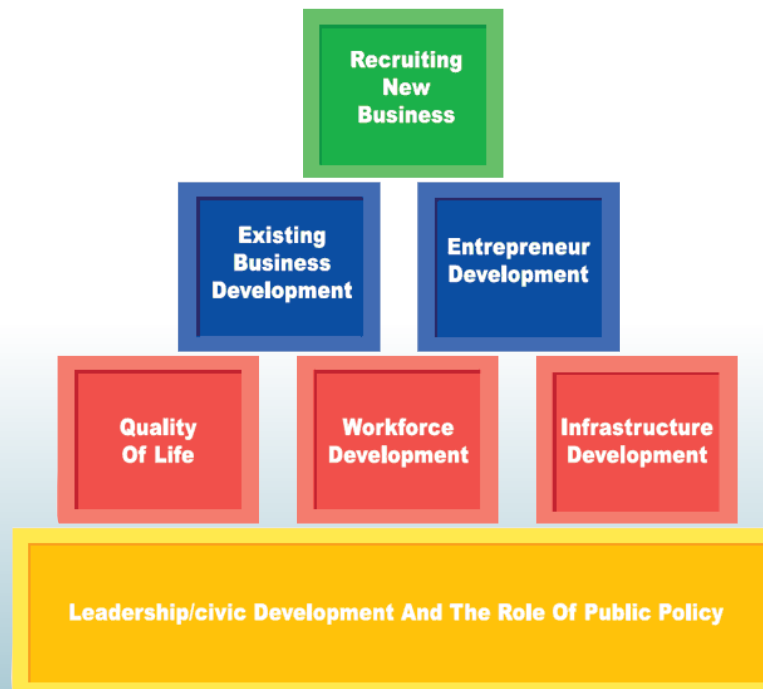 Recruiting
New
Business
Existing
Business
Development
Entrepreneur
Development
Quality
Of Life
Workforce
Development
Infrastructure
Development
Leadership/civic Development And The Role Of Public Policy